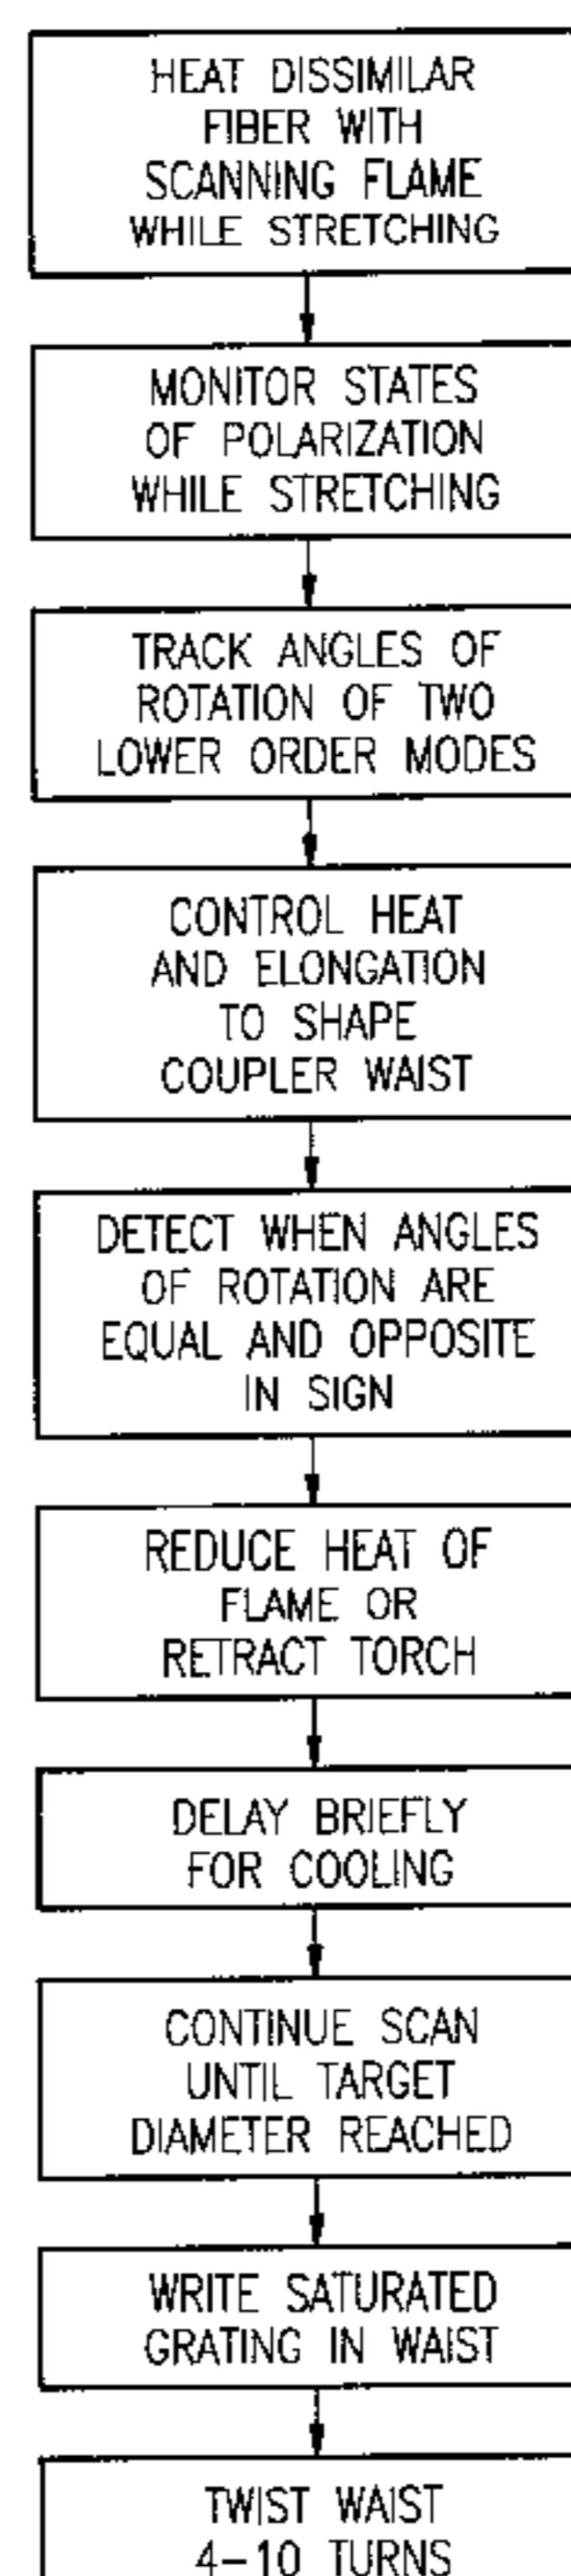 HEAT DISSIMILAR
FIBER WITH
SCANNING FLAME
WHILE STRETCHING
MONITOR STATES
OF POLARIZATION
WHILE STRETCHING
TRACK ANGLES OF
ROTATION OF TWO
LOWER ORDER MODES
CONTROL HEAT
AND ELONGATION
TO SHAPE
COUPLER WAIST
DETECT WHEN ANGLES
OF ROTATION ARE
EQUAL AND OPPOSITE
IN SIGN
REDUCE HEAT OF
FLAME OR
RETRACT TORCH
DELAY BRIEFLY
FOR COOLING
CONTINUE SCAN
UNTIL TARGET
DIAMETER REACHED
WRITE SATURATED
GRATING IN WAIST
TWIST WAIST
4-10 TURNS